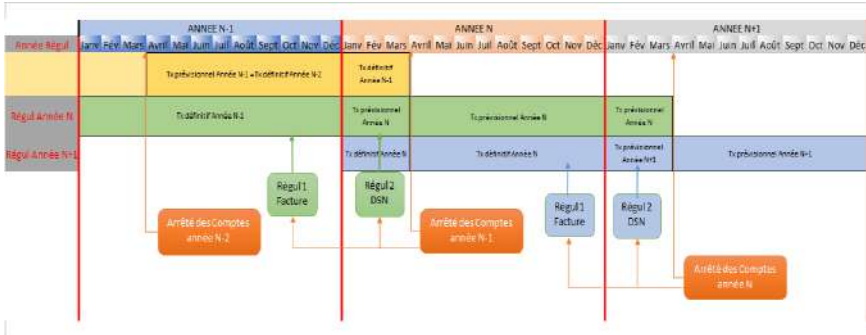 ANNEE N-1 ANNEE N ANNEE N+1
Année Régul Janv Fév Mars Avril Mai Juin Juil Août Sept Oct Nov Déc Janv Fév Mars Avril Mai Juin Juil Août Sept Oct Nov Déc Janv Fév Mars Avril Mai Juin Juil Août Sept Oct Nov Déc
Tx prévisionnel Année N-1 =Tx définitif Année N-2
Tx définitif
Année N-1
Régul Année N
Tx définitif Année N-1
Tx prévisionnel
Année N
Tx prévisionnel Année N
Tx prévisionnel
Année N
Régul Année N+1
Tx définitif Année N
Tx définitif Année N
Tx prévisionnel
Année N+1
Tx prévisionnel Année N+1
Régul 1
Facture
Régul 2
DSN
Régul 1
Facture
Régul 2
DSN
Arrêté des Comptes
année N-2
Arrêté des Comptes
année N-1
Arrêté des Comptes
année N